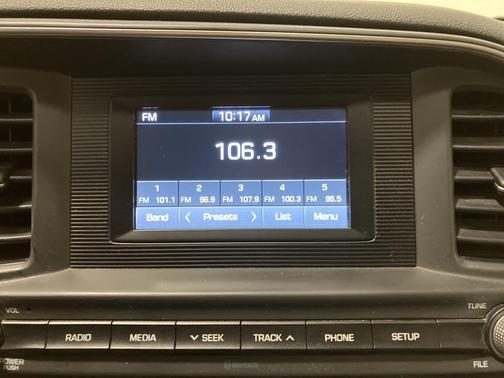 FM 10:17 AM
106.3
1 2 3 4 5
FM 101.1 FM 96.9 FM 107.9 FM 100.3 FM 96.5
Band < Presets > List Menu
VOL TUNE
RADIO MEDIA ∨ SEEK TRACK ∧ PHONE SETUP
POWER FILE
PUSH